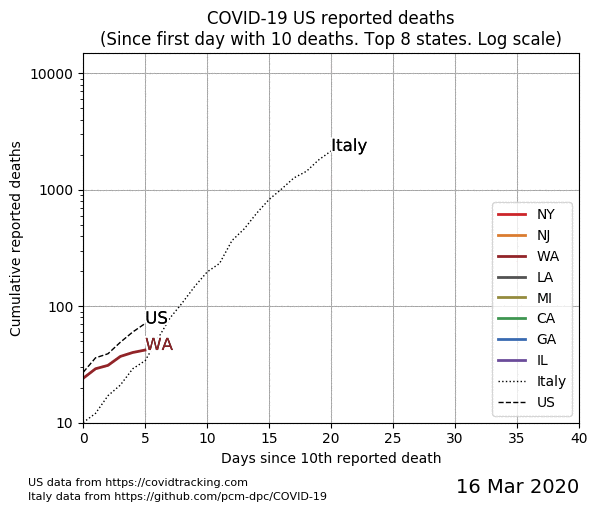 COVID-19 US reported deaths
(Since first day with 10 deaths. Top 8 states. Log scale)
10000
1000
100
10
Cumulative reported deaths
Italy
US
WA
NY
NJ
WA
LA
MI
CA
GA
IL
Italy
US
0 5 10 15 20 25 30 35 40
Days since 10th reported death
US data from https://covidtracking.com
Italy data from https://github.com/pcm-dpc/COVID-19
16 Mar 2020